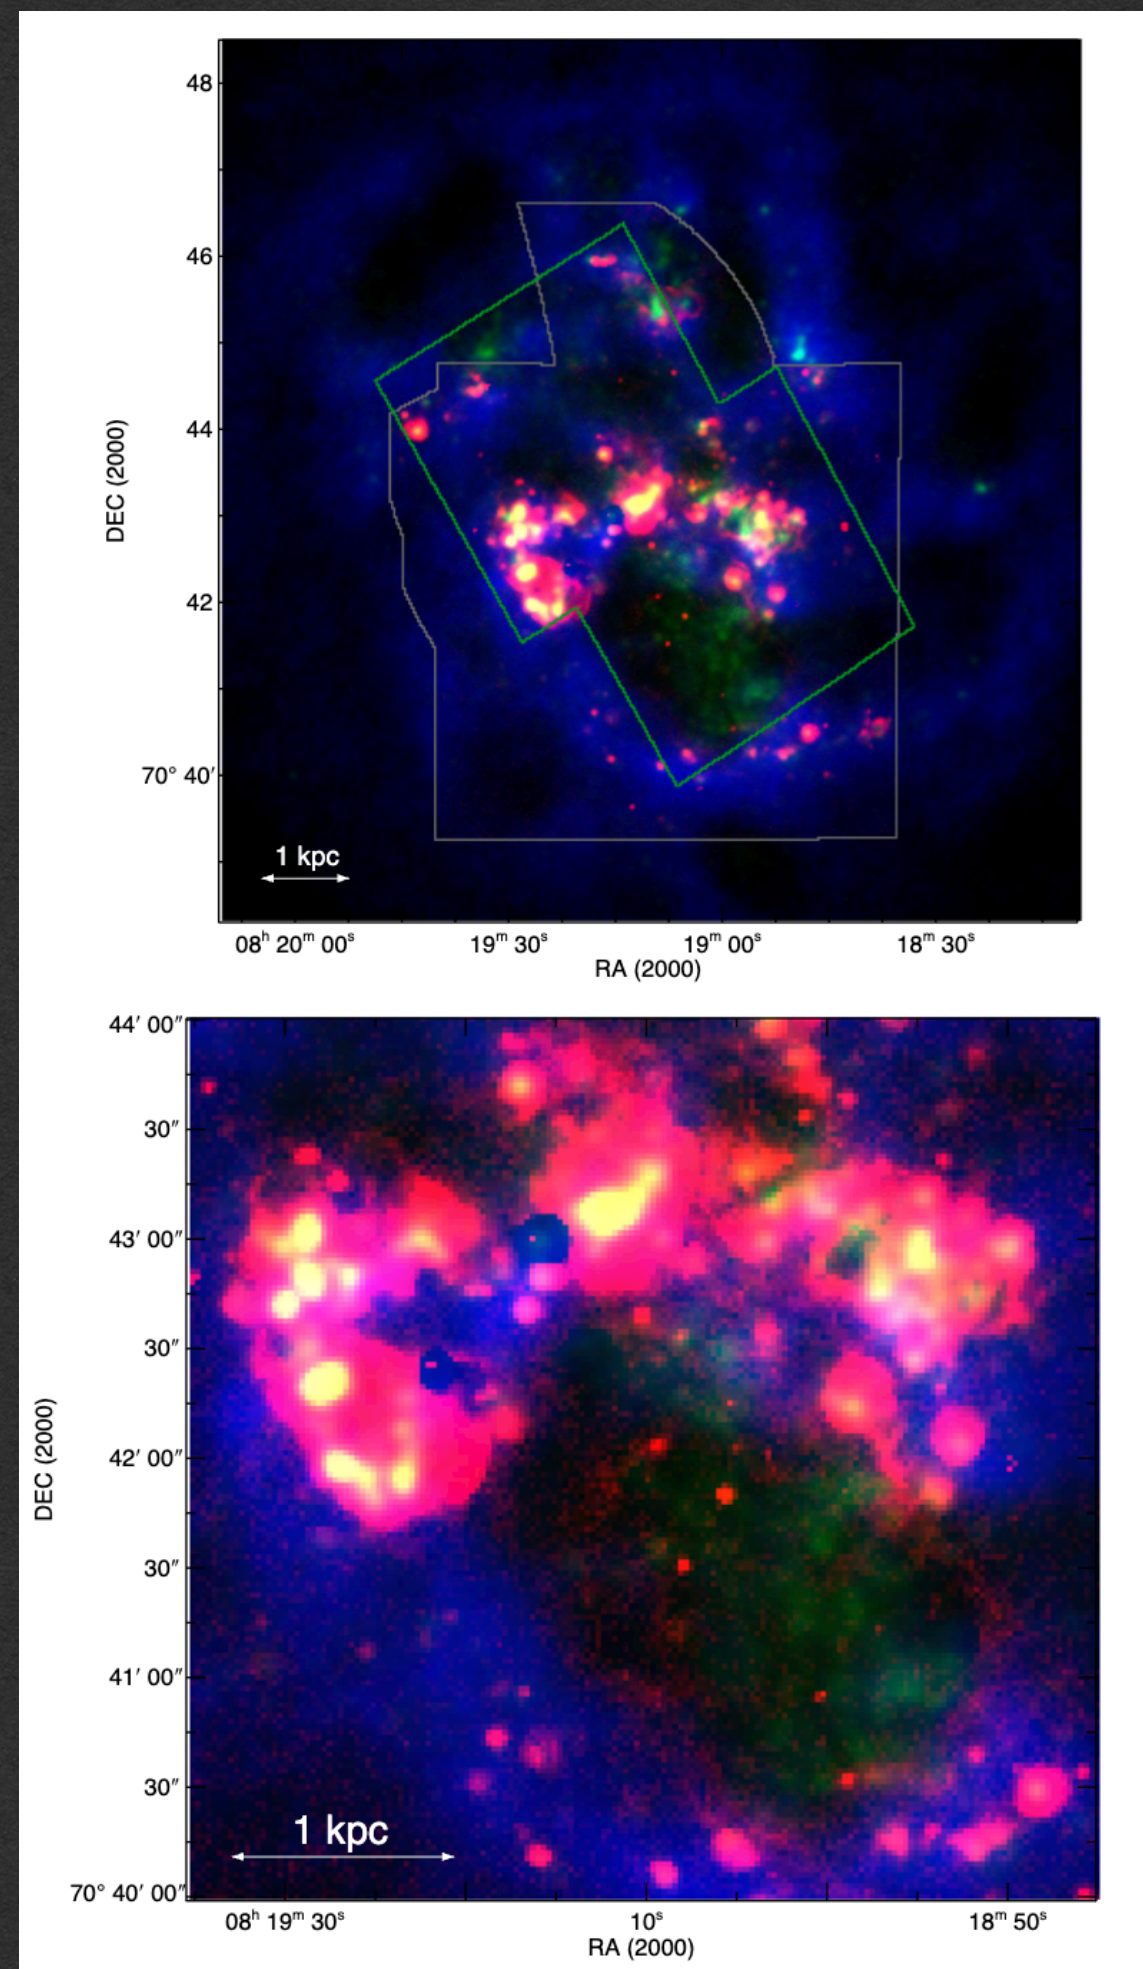 48
46
44
42
70° 40′
DEC (2000)
1 kpc
08ʰ 20ᵐ 00ˢ 19ᵐ 30ˢ 19ᵐ 00ˢ 18ᵐ 30ˢ
RA (2000)
44′ 00″
30″
43′ 00″
30″
42′ 00″
30″
41′ 00″
30″
70° 40′ 00″
DEC (2000)
1 kpc
08ʰ 19ᵐ 30ˢ 10ˢ 18ᵐ 50ˢ
RA (2000)